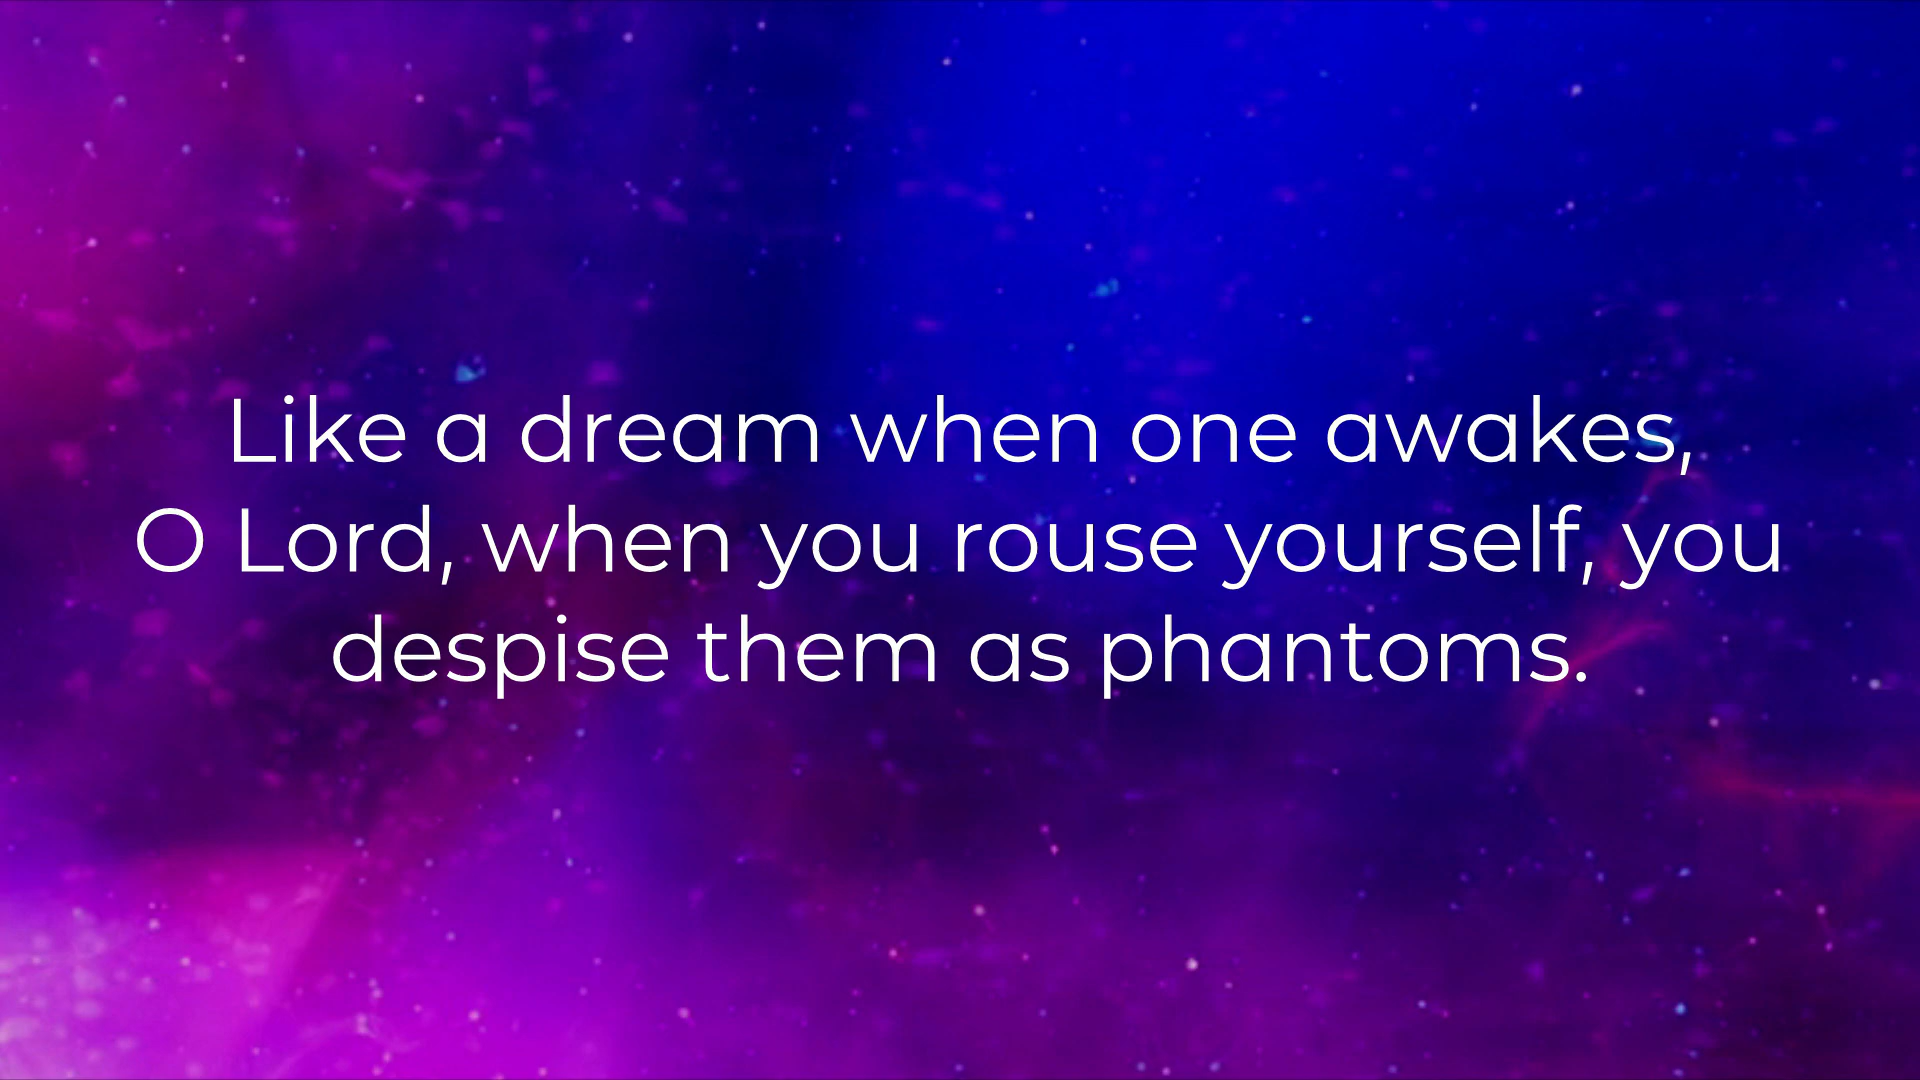 Like a dream when one awakes,
O Lord, when you rouse yourself, you
despise them as phantoms.